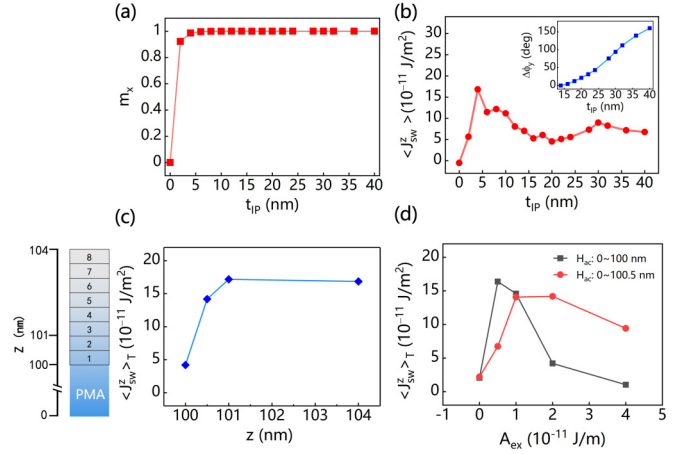 (a)
1
0.8
0.6
0.4
0.2
0
m_x
0 5 10 15 20 25 30 35 40
t_IP (nm)
(b)
25
20
15
10
5
0
<J^z_sw> (10^-11 J/m^2)
0 5 10 15 20 25 30 35 40
t_IP (nm)
150
100
50
0
Δϕ_y (deg)
15 20 25 30 35 40
t_IP (nm)
104
101
100
0
z (nm)
8
7
6
5
4
3
2
1
PMA
(c)
20
15
10
5
0
<J^z_sw>_T (10^-11 J/m^2)
100 101 102 103 104
z (nm)
(d)
H_ac: 0~100 nm
H_ac: 0~100.5 nm
20
15
10
5
0
<J^z_sw>_T (10^-11 J/m^2)
-1 0 1 2 3 4 5
A_ex (10^-11 J/m)